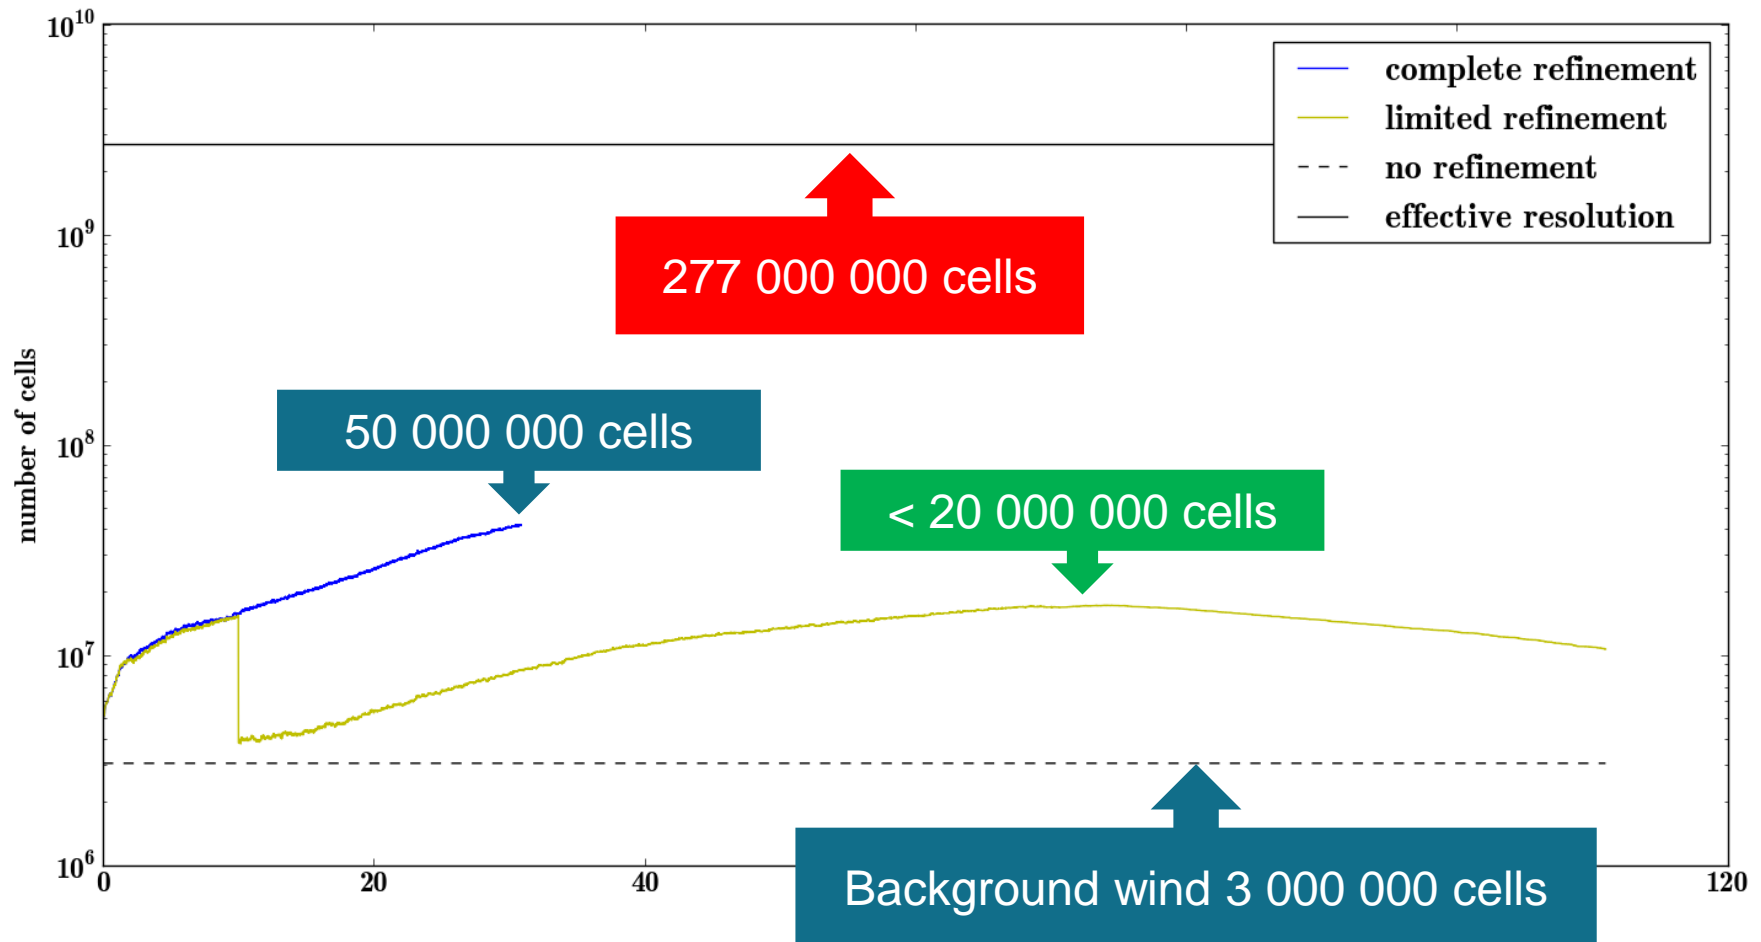 10^10
10^9
10^8
10^7
10^6
number of cells
complete refinement
limited refinement
no refinement
effective resolution
277 000 000 cells
50 000 000 cells
< 20 000 000 cells
Background wind 3 000 000 cells
0 20 40 120